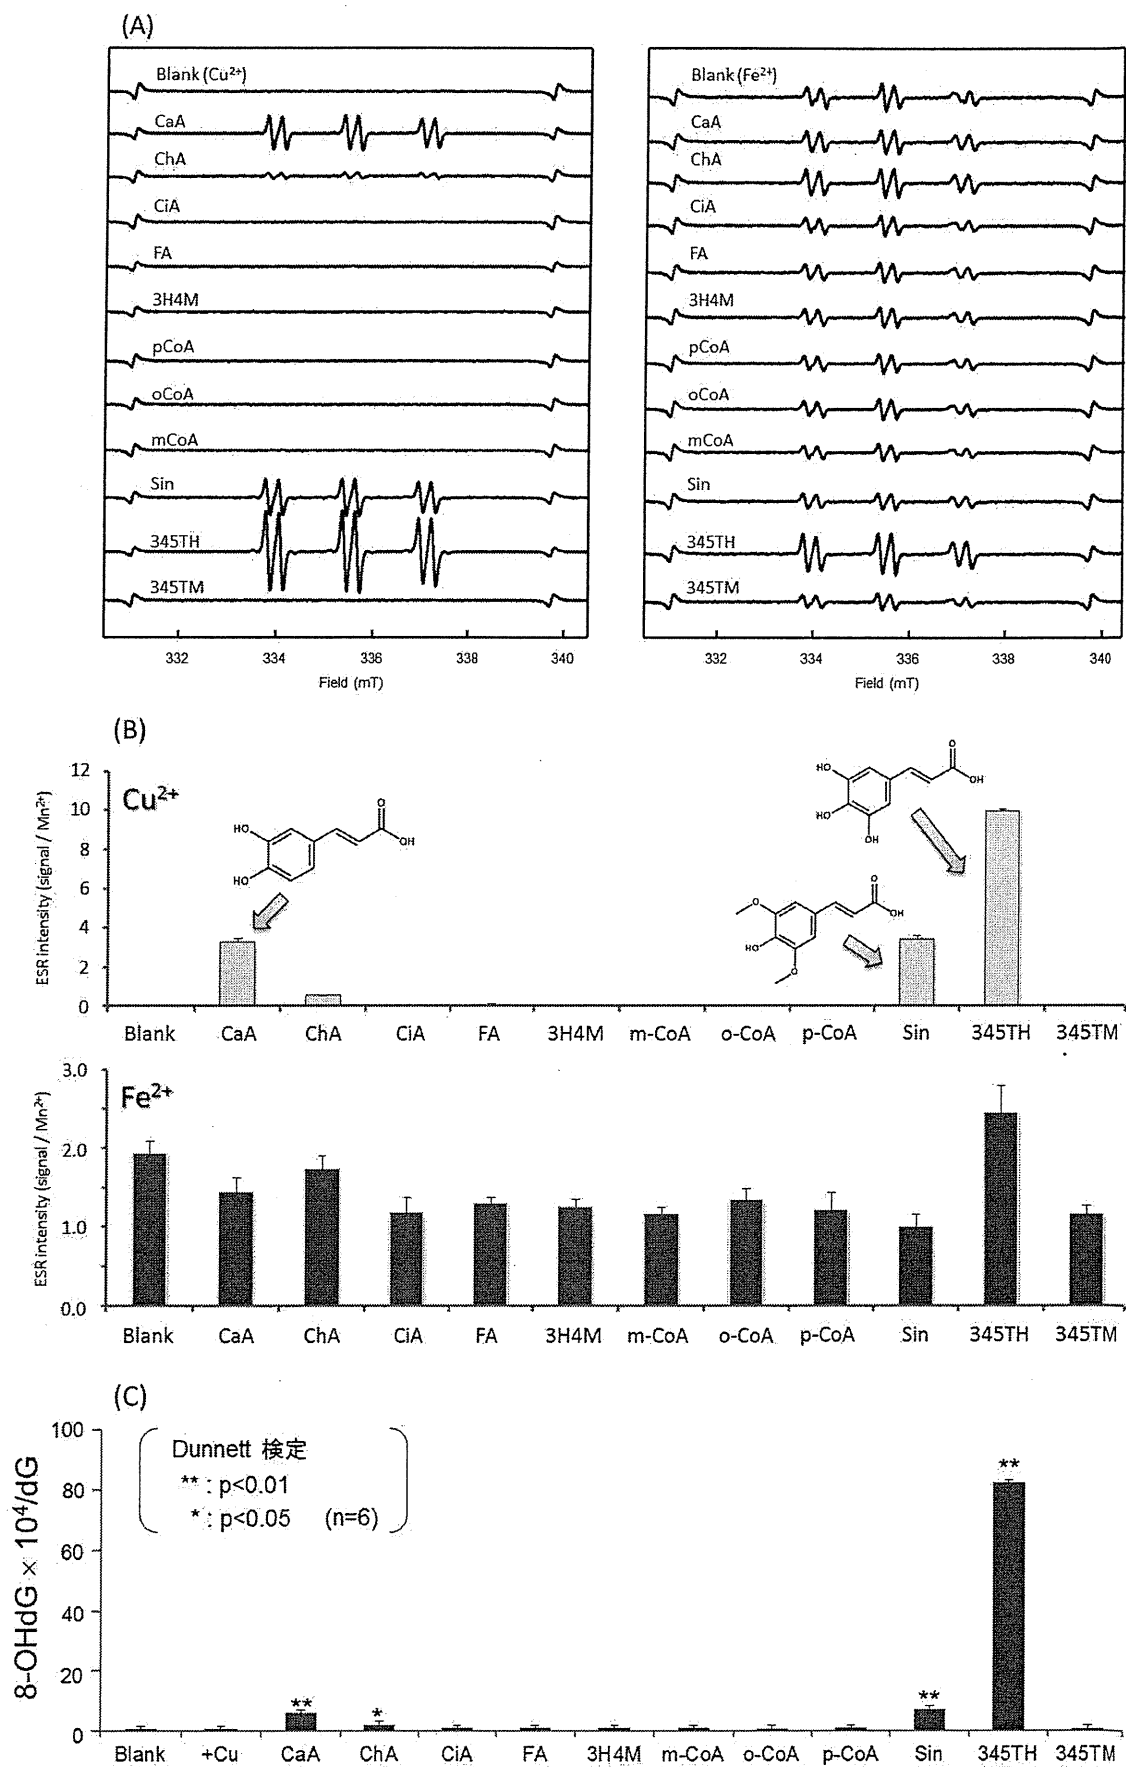 (A)
Blank (Cu²⁺)
CaA
ChA
CiA
FA
3H4M
pCoA
oCoA
mCoA
Sin
345TH
345TM
332 334 336 338 340
Field (mT)
Blank (Fe²⁺)
CaA
ChA
CiA
FA
3H4M
pCoA
oCoA
mCoA
Sin
345TH
345TM
332 334 336 338 340
Field (mT)
(B)
ESR intensity (signal / Mn²⁺)
12
10
8
6
4
2
0
Cu²⁺
HO
HO
O
OH
HO
HO
OH
O
OH
O
HO
O
O
OH
Blank CaA ChA CiA FA 3H4M m-CoA o-CoA p-CoA Sin 345TH 345TM
ESR intensity (signal / Mn²⁺)
3.0
2.0
1.0
0.0
Fe²⁺
Blank CaA ChA CiA FA 3H4M m-CoA o-CoA p-CoA Sin 345TH 345TM
(C)
8-OHdG × 10⁴/dG
100
80
60
40
20
0
Dunnett 検定
** : p<0.01
* : p<0.05 (n=6)
**
*
**
**
Blank +Cu CaA ChA CiA FA 3H4M m-CoA o-CoA p-CoA Sin 345TH 345TM